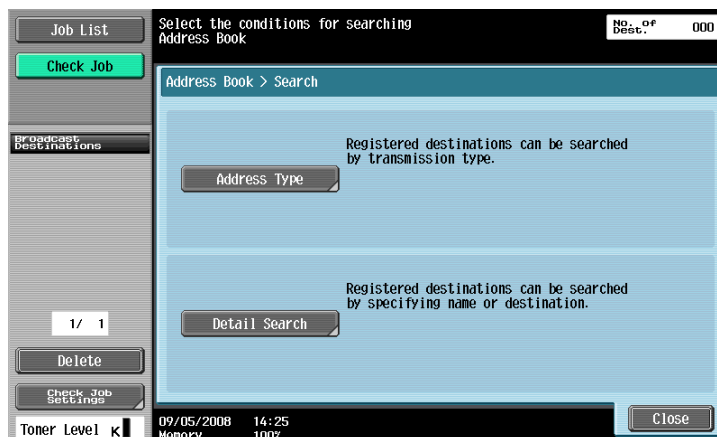 Job List
Check Job
Broadcast
Destinations
1/ 1
Delete
Check Job
Settings
Toner Level K
Select the conditions for searching
Address Book
No. of
Dest.
000
Address Book > Search
Registered destinations can be searched
by transmission type.
Address Type
Registered destinations can be searched
by specifying name or destination.
Detail Search
09/05/2008 14:25
Memory 100%
Close